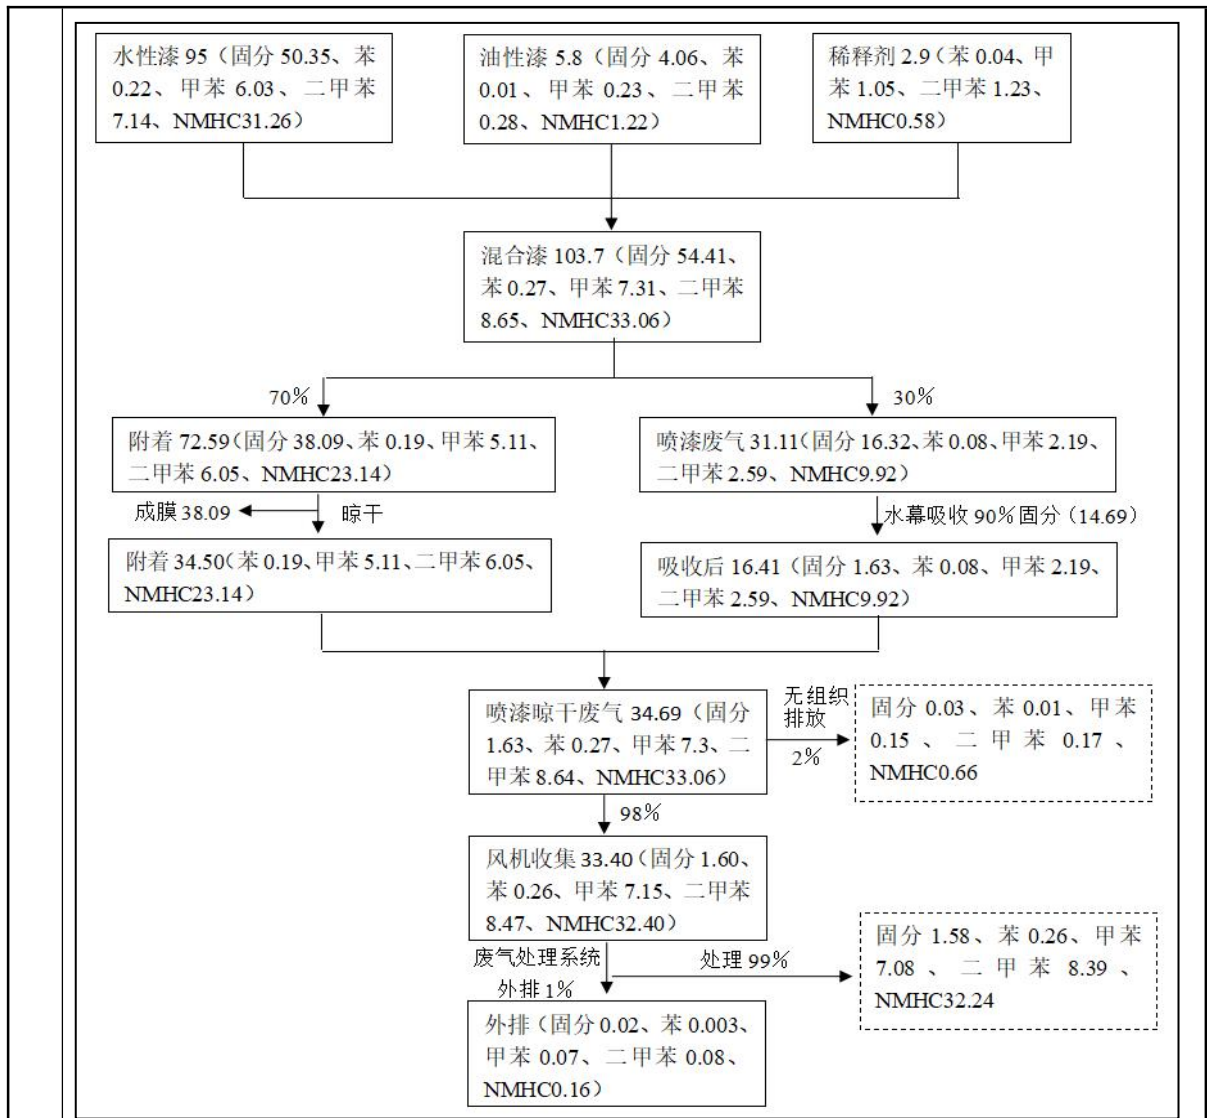 水性漆 95（固分 50.35、苯
0.22、甲苯 6.03、二甲苯
7.14、NMHC31.26）
油性漆 5.8（固分 4.06、苯
0.01、甲苯 0.23、二甲苯
0.28、NMHC1.22）
稀释剂 2.9（苯 0.04、甲
苯 1.05、二甲苯 1.23、
NMHC0.58）
混合漆 103.7（固分 54.41、
苯 0.27、甲苯 7.31、二甲苯
8.65、NMHC33.06）
70%
30%
附着 72.59（固分 38.09、苯 0.19、甲苯 5.11、
二甲苯 6.05、NMHC23.14）
喷漆废气 31.11（固分 16.32、苯 0.08、甲苯 2.19、
二甲苯 2.59、NMHC9.92）
成膜 38.09
晾干
水幕吸收 90%固分（14.69）
附着 34.50（苯 0.19、甲苯 5.11、二甲苯 6.05、
NMHC23.14）
吸收后 16.41（固分 1.63、苯 0.08、甲苯 2.19、
二甲苯 2.59、NMHC9.92）
喷漆晾干废气 34.69（固分
1.63、苯 0.27、甲苯 7.3、二
甲苯 8.64、NMHC33.06）
无组织
排放
2%
固分 0.03、苯 0.01、甲苯
0.15、二甲苯 0.17、
NMHC0.66
98%
风机收集 33.40（固分 1.60、
苯 0.26、甲苯 7.15、二甲苯
8.47、NMHC32.40）
废气处理系统
处理 99%
外排 1%
固分 1.58、苯 0.26、甲苯
7.08、二甲苯 8.39、
NMHC32.24
外排（固分 0.02、苯 0.003、
甲苯 0.07、二甲苯 0.08、
NMHC0.16）